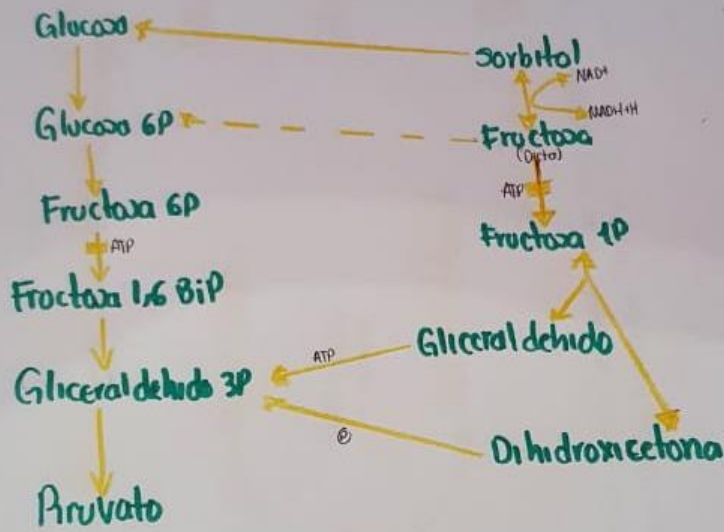 Glucosa
Sorbitol
NAD+
NADH+H
Glucosa 6P
Fructosa
(Dieta)
ATP
Fructosa 6P
Fructosa 1P
ATP
Fructosa 1,6 BiP
Gliceraldehido
ATP
Gliceraldehido 3P
P
Dihidroxicetona
Piruvato